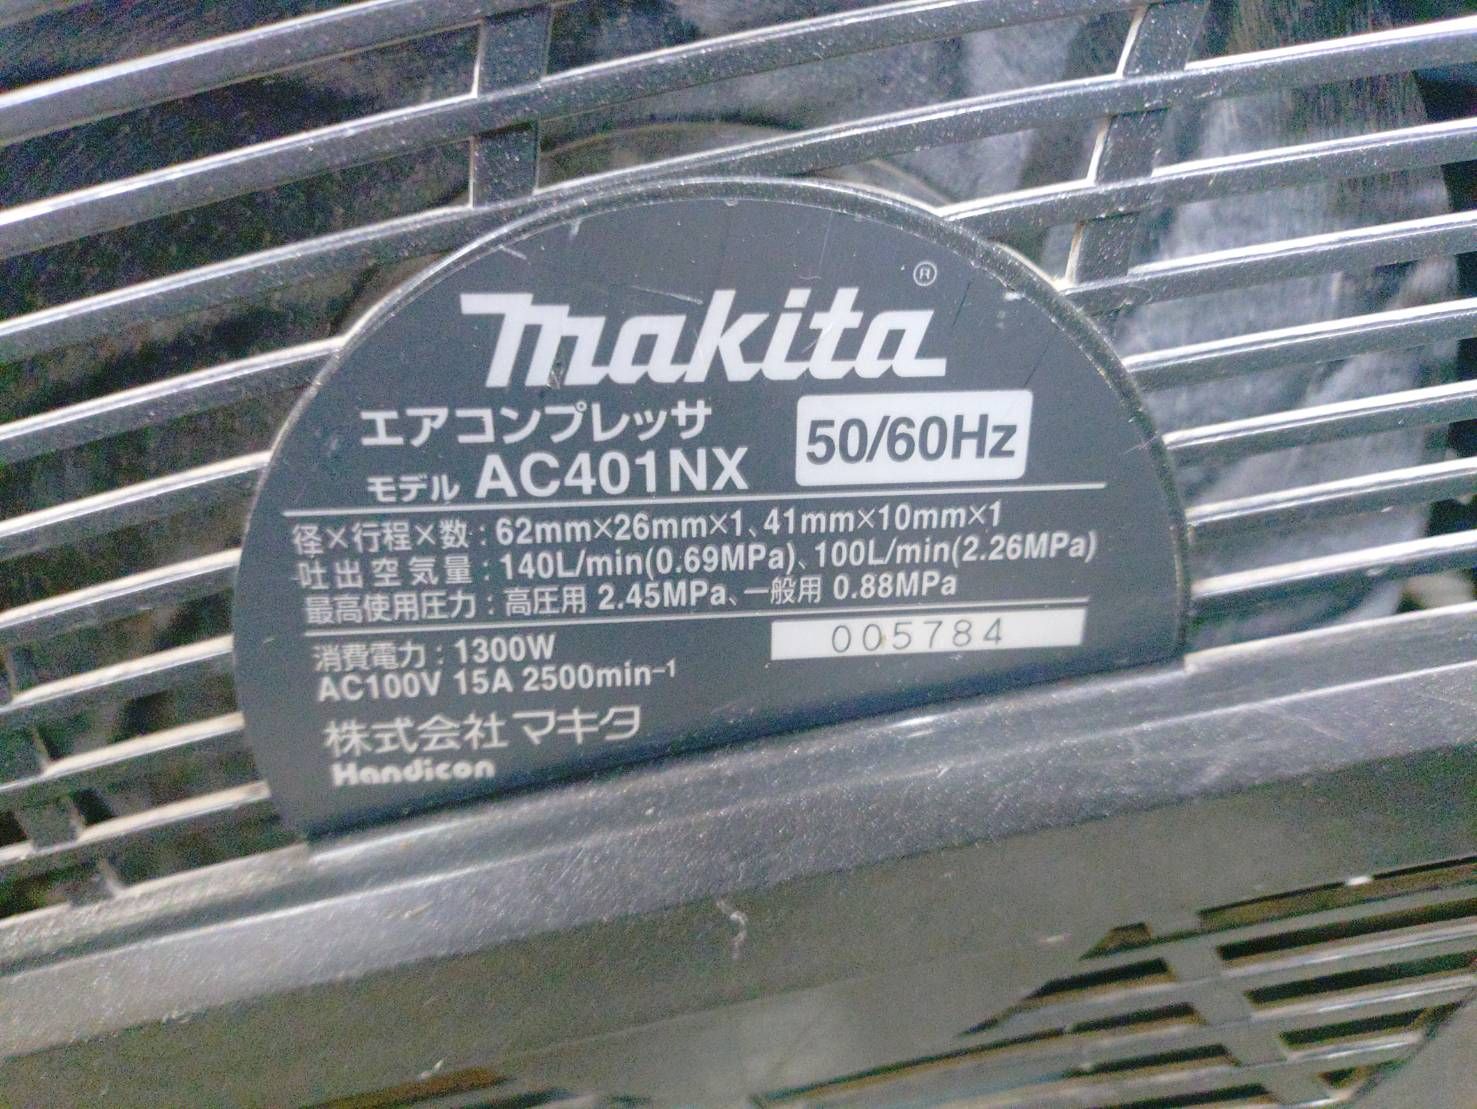 makita®
エアコンプレッサ
モデル AC401NX 50/60Hz
径×行程×数：62mm×26mm×1、41mm×10mm×1
吐出空気量：140L/min(0.69MPa)、100L/min(2.26MPa)
最高使用圧力：高圧用 2.45MPa、一般用 0.88MPa
消費電力：1300W
005784
AC100V 15A 2500min⁻¹
株式会社マキタ
Handicon